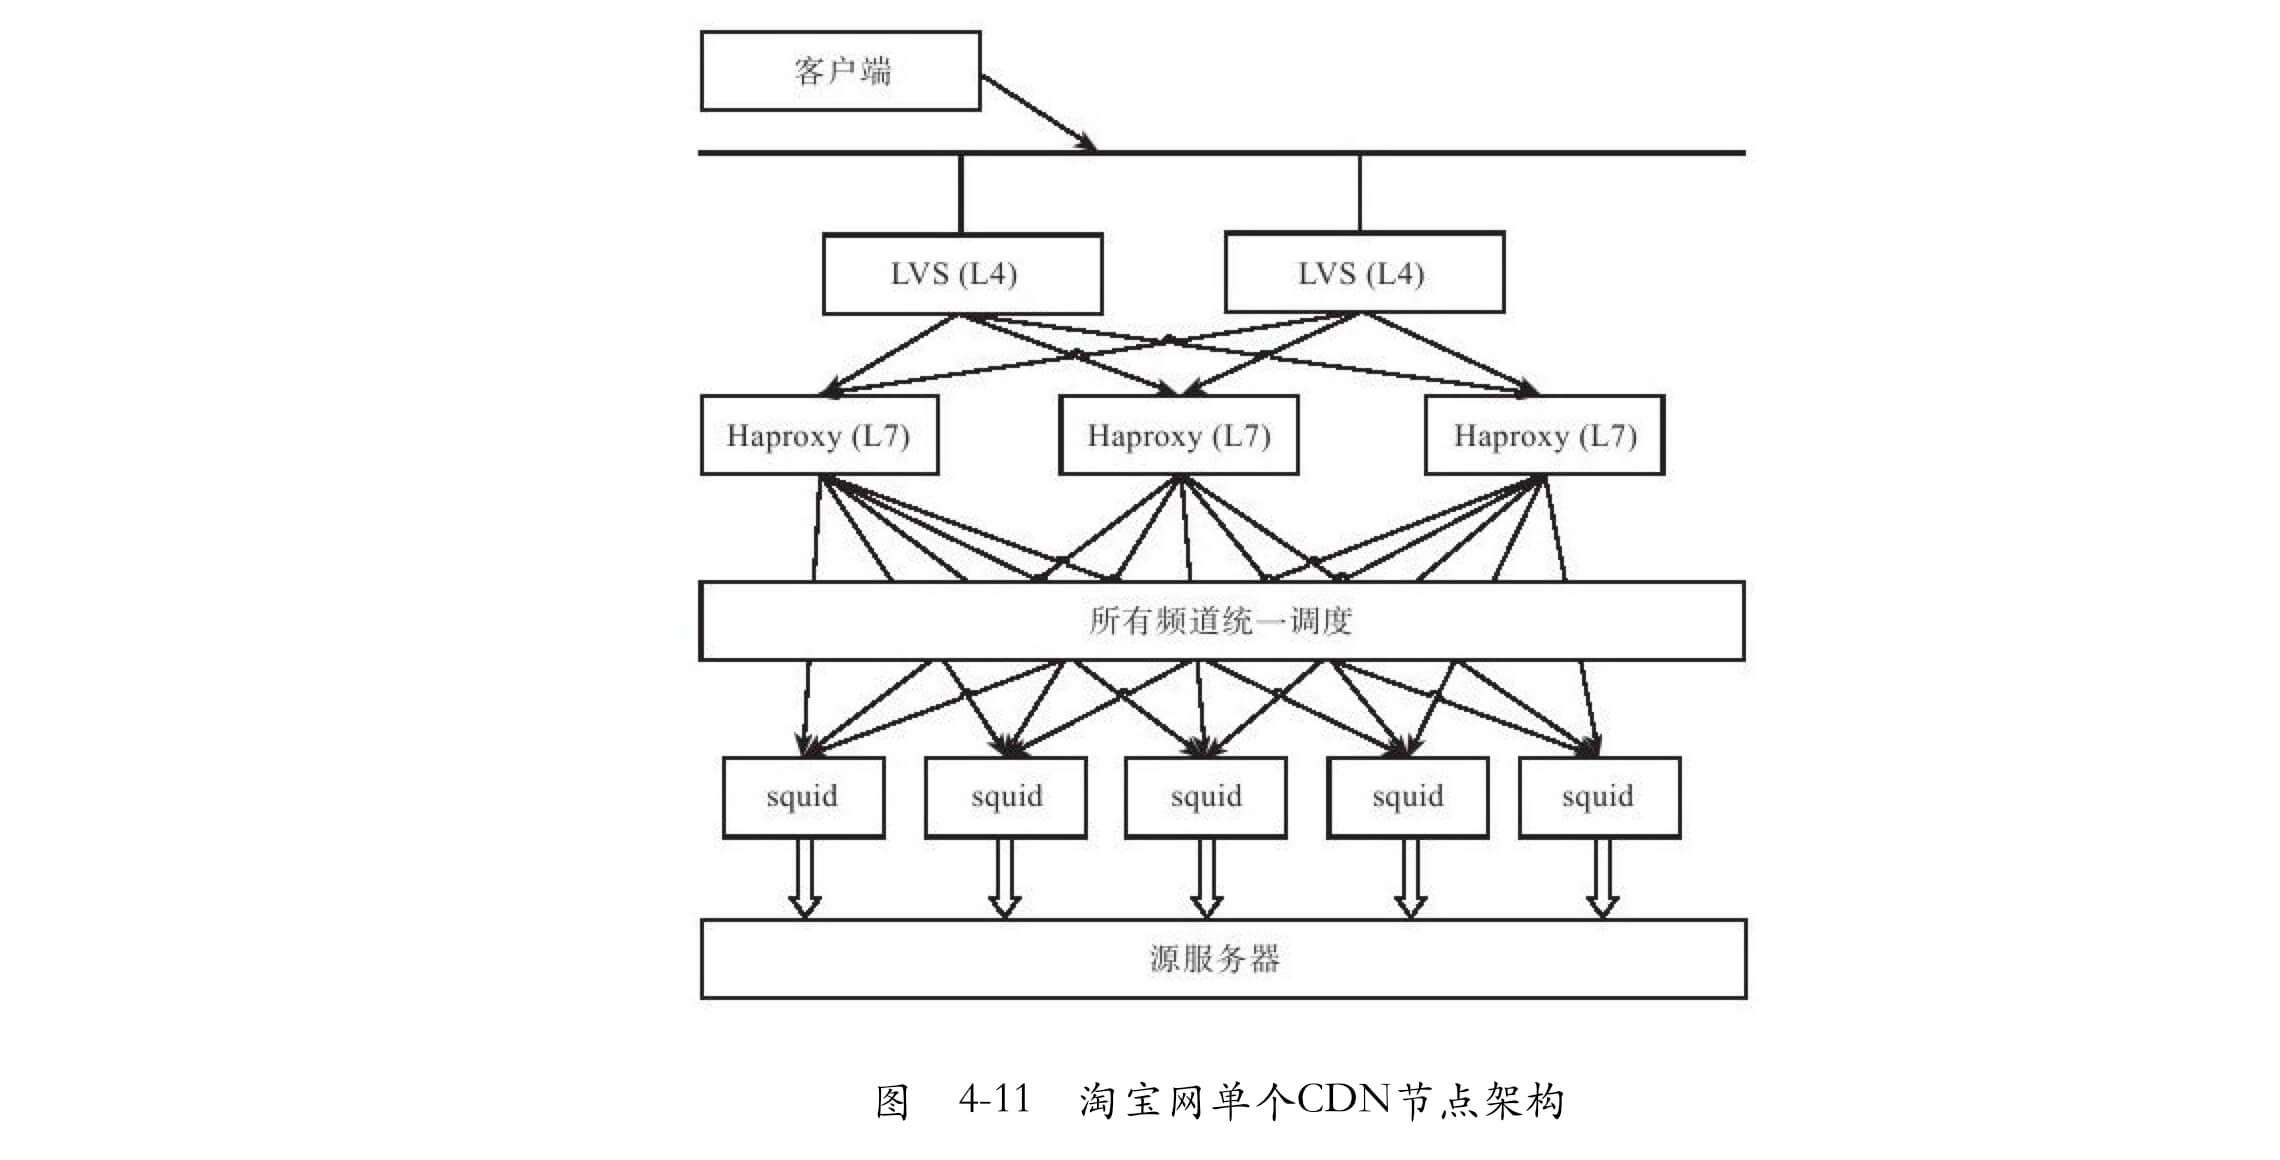 客户端
LVS (L4)
LVS (L4)
Haproxy (L7)
Haproxy (L7)
Haproxy (L7)
所有频道统一调度
squid
squid
squid
squid
squid
源服务器
图 4-11 淘宝网单个CDN节点架构